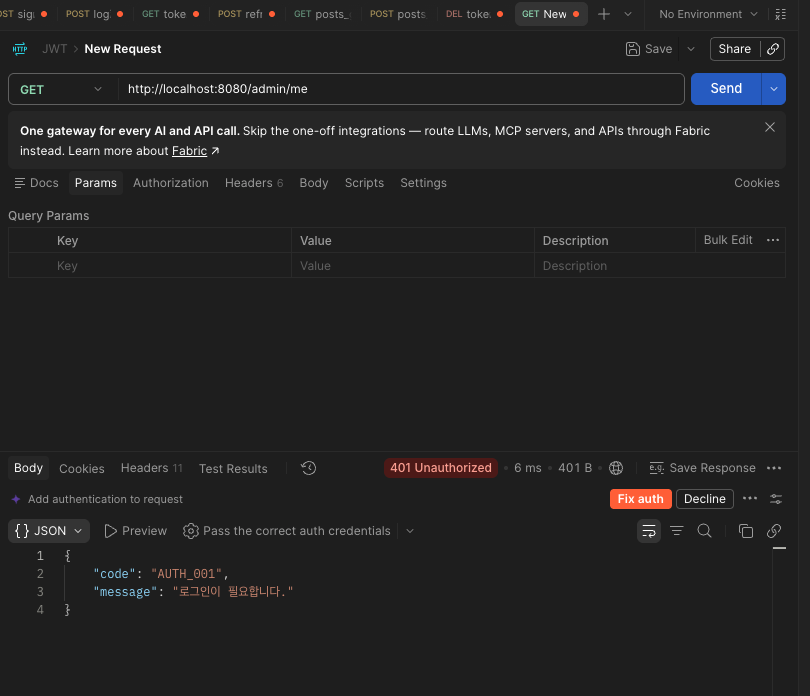 POST log
GET toke
POST refr
GET posts_
POST posts
DEL toke
GET New
No Environment
HTTP JWT > New Request
Save
Share
GET
http://localhost:8080/admin/me
Send
One gateway for every AI and API call. Skip the one-off integrations — route LLMs, MCP servers, and APIs through Fabric
instead. Learn more about Fabric ↗
Docs Params Authorization Headers 6 Body Scripts Settings Cookies
Query Params
Key Value Description Bulk Edit
Key Value Description
Body Cookies Headers 11 Test Results 401 Unauthorized • 6 ms • 401 B • e.g. Save Response
Add authentication to request Fix auth Decline
{} JSON Preview Pass the correct auth credentials
1 {
2 "code": "AUTH_001",
3 "message": "로그인이 필요합니다."
4 }